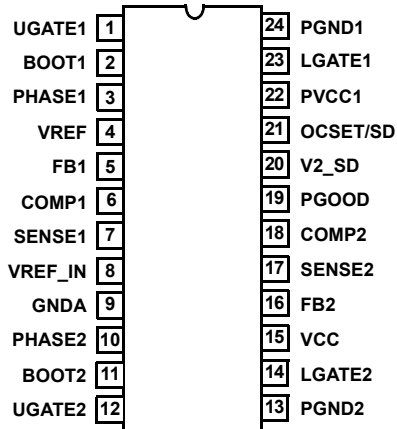 UGATE1 1 24 PGND1
BOOT1 2 23 LGATE1
PHASE1 3 22 PVCC1
VREF 4 21 OCSET/SD
FB1 5 20 V2_SD
COMP1 6 19 PGOOD
SENSE1 7 18 COMP2
VREF_IN 8 17 SENSE2
GNDA 9 16 FB2
PHASE2 10 15 VCC
BOOT2 11 14 LGATE2
UGATE2 12 13 PGND2